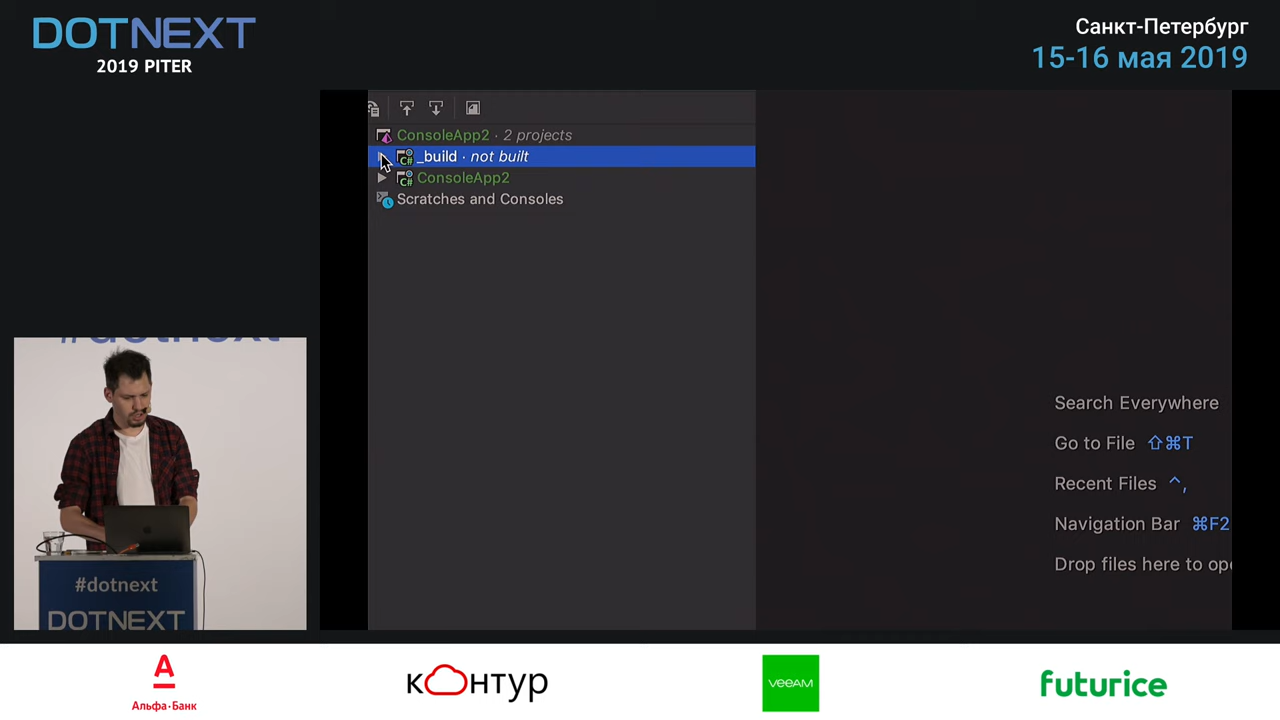 DOTNEXT
2019 PITER
Санкт-Петербург
15-16 мая 2019
ConsoleApp2 · 2 projects
_build · not built
C#
ConsoleApp2
C#
Scratches and Consoles
Search Everywhere
Go to File ⇧⌘T
Recent Files ^,
Navigation Bar ⌘F2
Drop files here to ope
#dotnext
#dotnext
DOTNEXT
А
Альфа·Банк
контур
veeAM
futurice